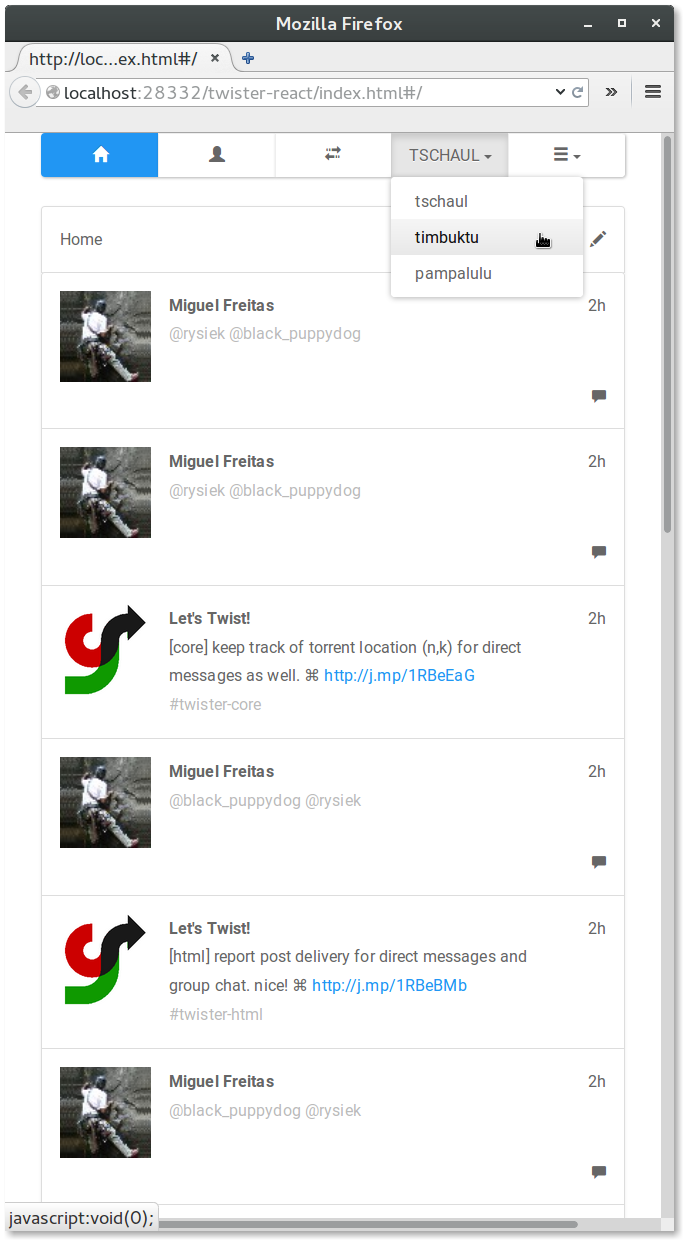 Mozilla Firefox
http://loc...ex.html#/
localhost:28332/twister-react/index.html#/
TSCHAUL
tschaul
timbuktu
pampalulu
Home
Miguel Freitas 2h
@rysiek @black_puppydog
Miguel Freitas 2h
@rysiek @black_puppydog
Let's Twist! 2h
[core] keep track of torrent location (n,k) for direct
messages as well. ⌘ http://j.mp/1RBeEaG
#twister-core
Miguel Freitas 2h
@black_puppydog @rysiek
Let's Twist! 2h
[html] report post delivery for direct messages and
group chat. nice! ⌘ http://j.mp/1RBeBMb
#twister-html
Miguel Freitas 2h
@black_puppydog @rysiek
javascript:void(0);